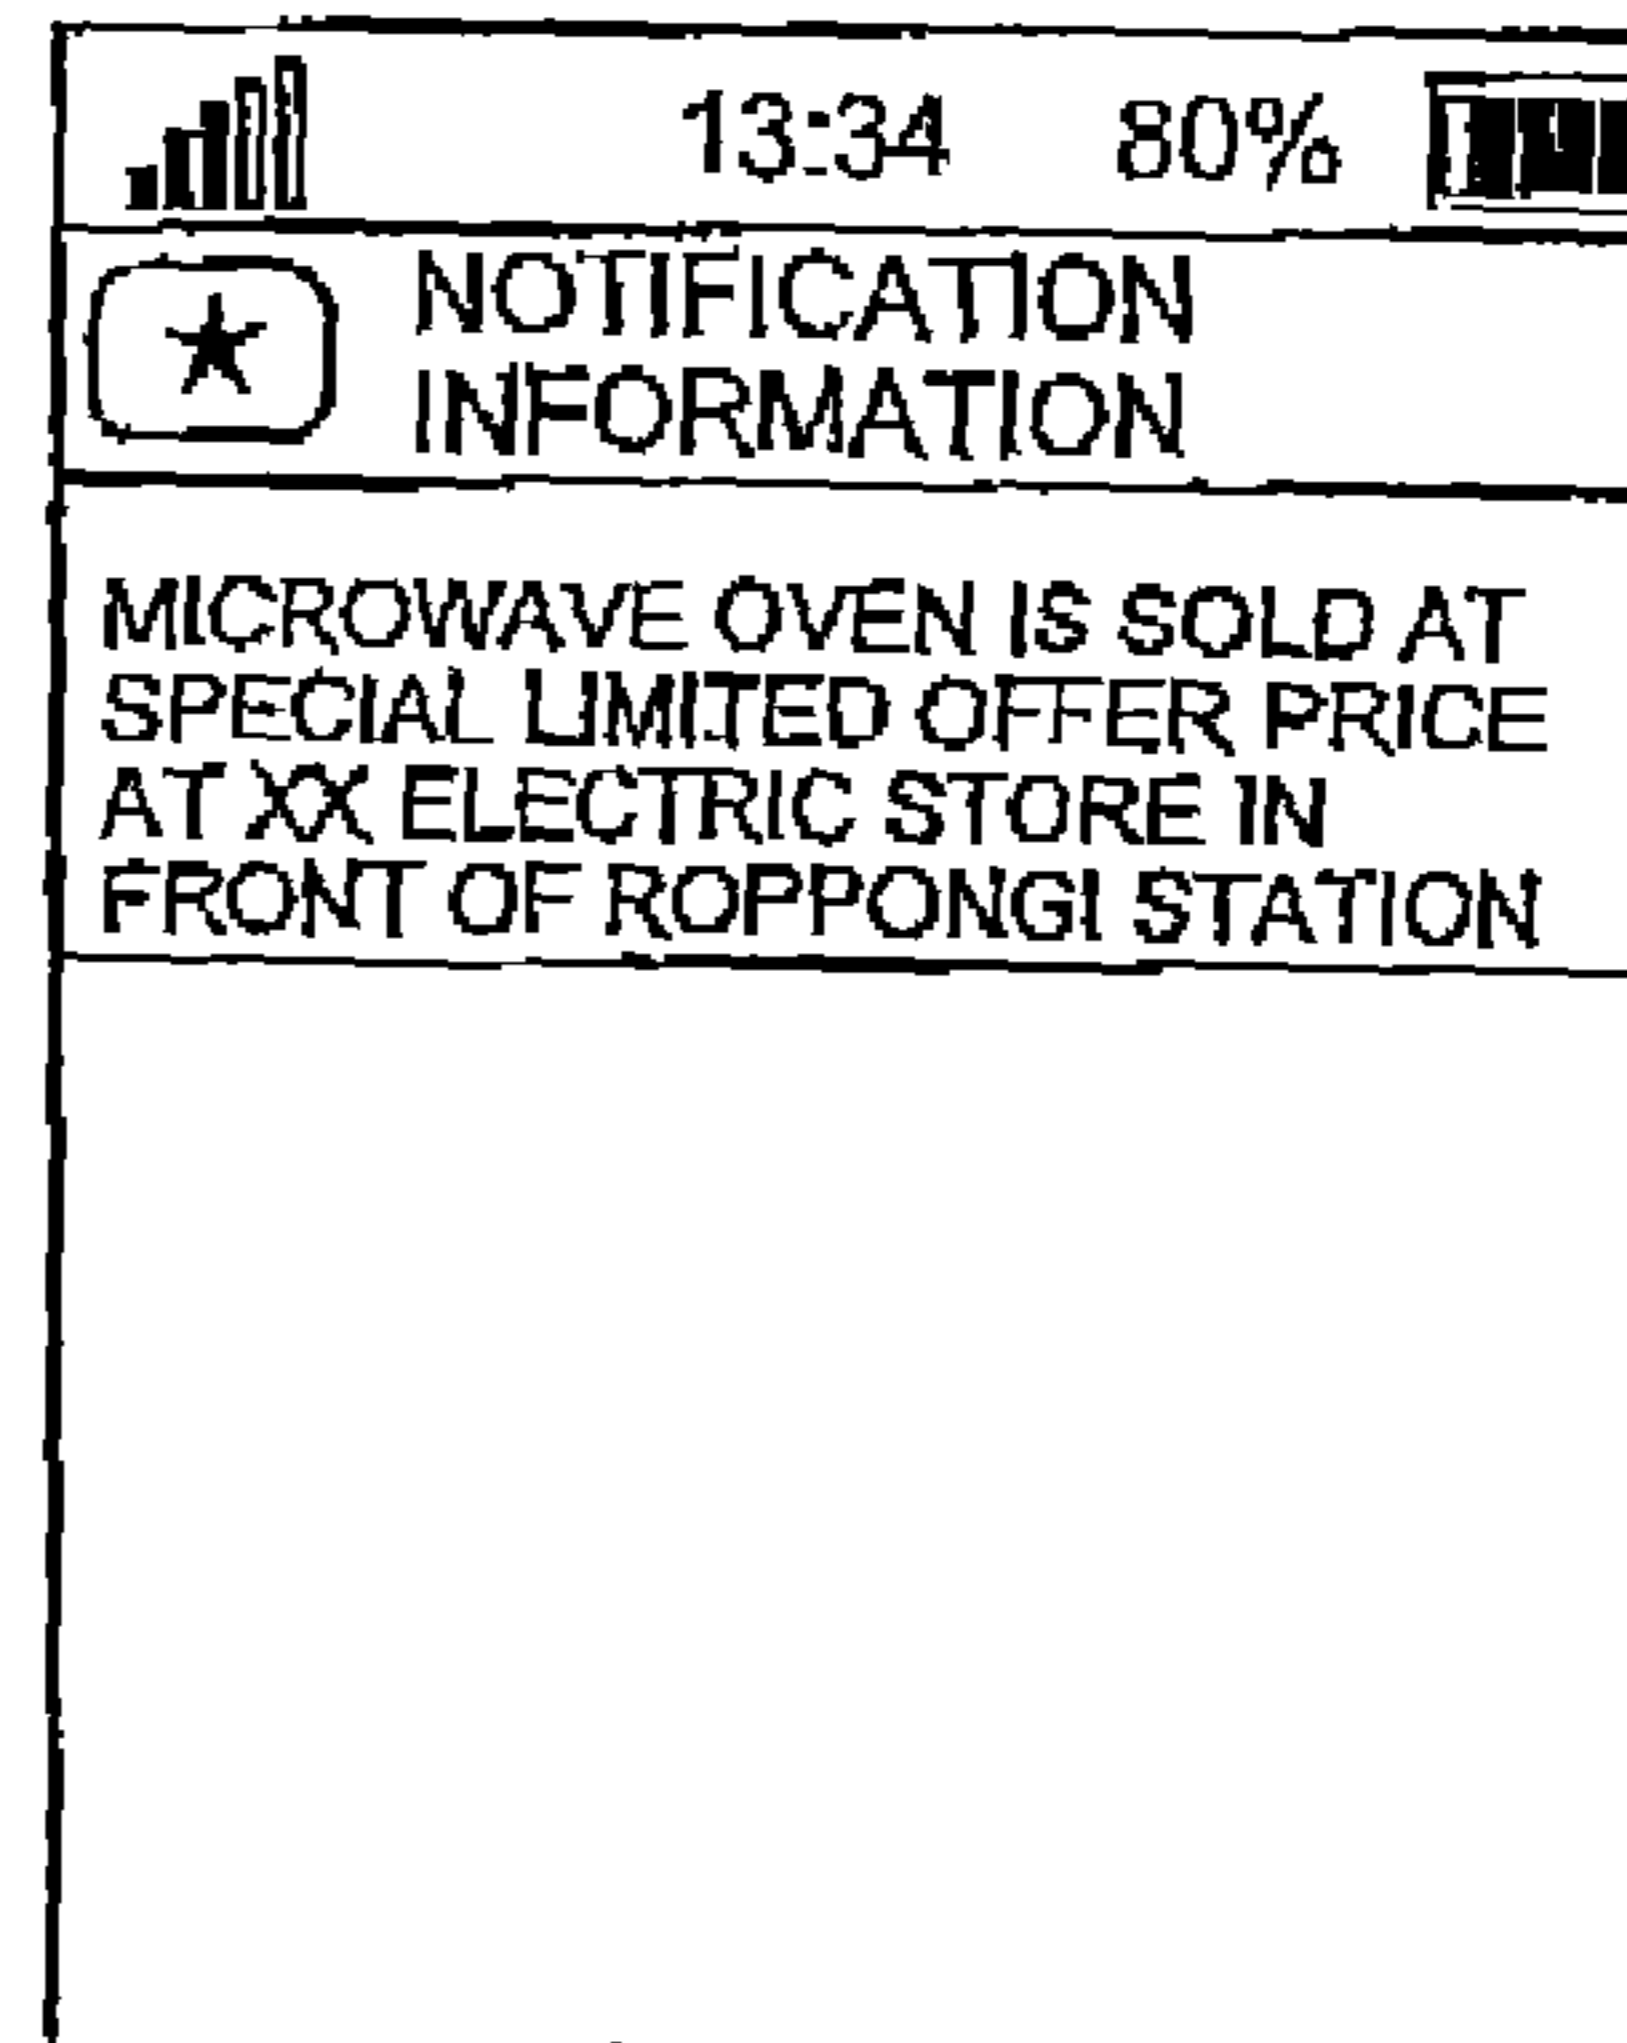 13:34 80%
NOTIFICATION
INFORMATION
MICROWAVE OVEN IS SOLD AT
SPECIAL LIMITED OFFER PRICE
AT XX ELECTRIC STORE IN
FRONT OF ROPPONGI STATION